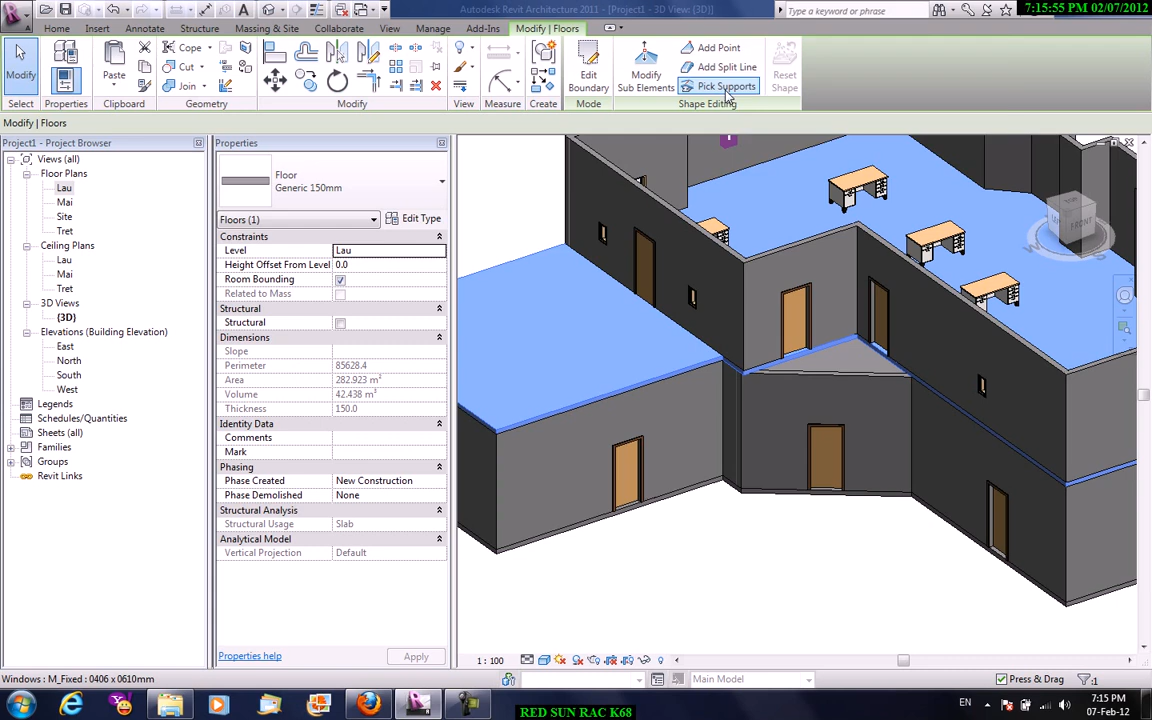 Autodesk Revit Architecture 2011 - [Project1 - 3D View: {3D}]
Type a keyword or phrase
7:15:55 PM 02/07/2012
Home Insert Annotate Structure Massing & Site Collaborate View Manage Add-Ins Modify | Floors
Modify
Paste
Cope
Cut
Join
Edit Boundary
Modify Sub Elements
Add Point
Add Split Line
Pick Supports
Reset Shape
Select Properties Clipboard Geometry Modify View Measure Create Mode Shape Editing
Modify | Floors
Project1 - Project Browser
Views (all)
Floor Plans
Lau
Mai
Site
Tret
Ceiling Plans
Lau
Mai
Tret
3D Views
{3D}
Elevations (Building Elevation)
East
North
South
West
Legends
Schedules/Quantities
Sheets (all)
Families
Groups
Revit Links
Properties
Floor
Generic 150mm
Floors (1)
Edit Type
Constraints
Level Lau
Height Offset From Level 0.0
Room Bounding
Related to Mass
Structural
Structural
Dimensions
Slope
Perimeter 85628.4
Area 282.923 m²
Volume 42.438 m³
Thickness 150.0
Identity Data
Comments
Mark
Phasing
Phase Created New Construction
Phase Demolished None
Structural Analysis
Structural Usage Slab
Analytical Model
Vertical Projection Default
Properties help
Apply
1 : 100
Windows : M_Fixed : 0406 x 0610mm
Main Model
Press & Drag
:1
EN
7:15 PM
07-Feb-12
RED SUN RAC K68